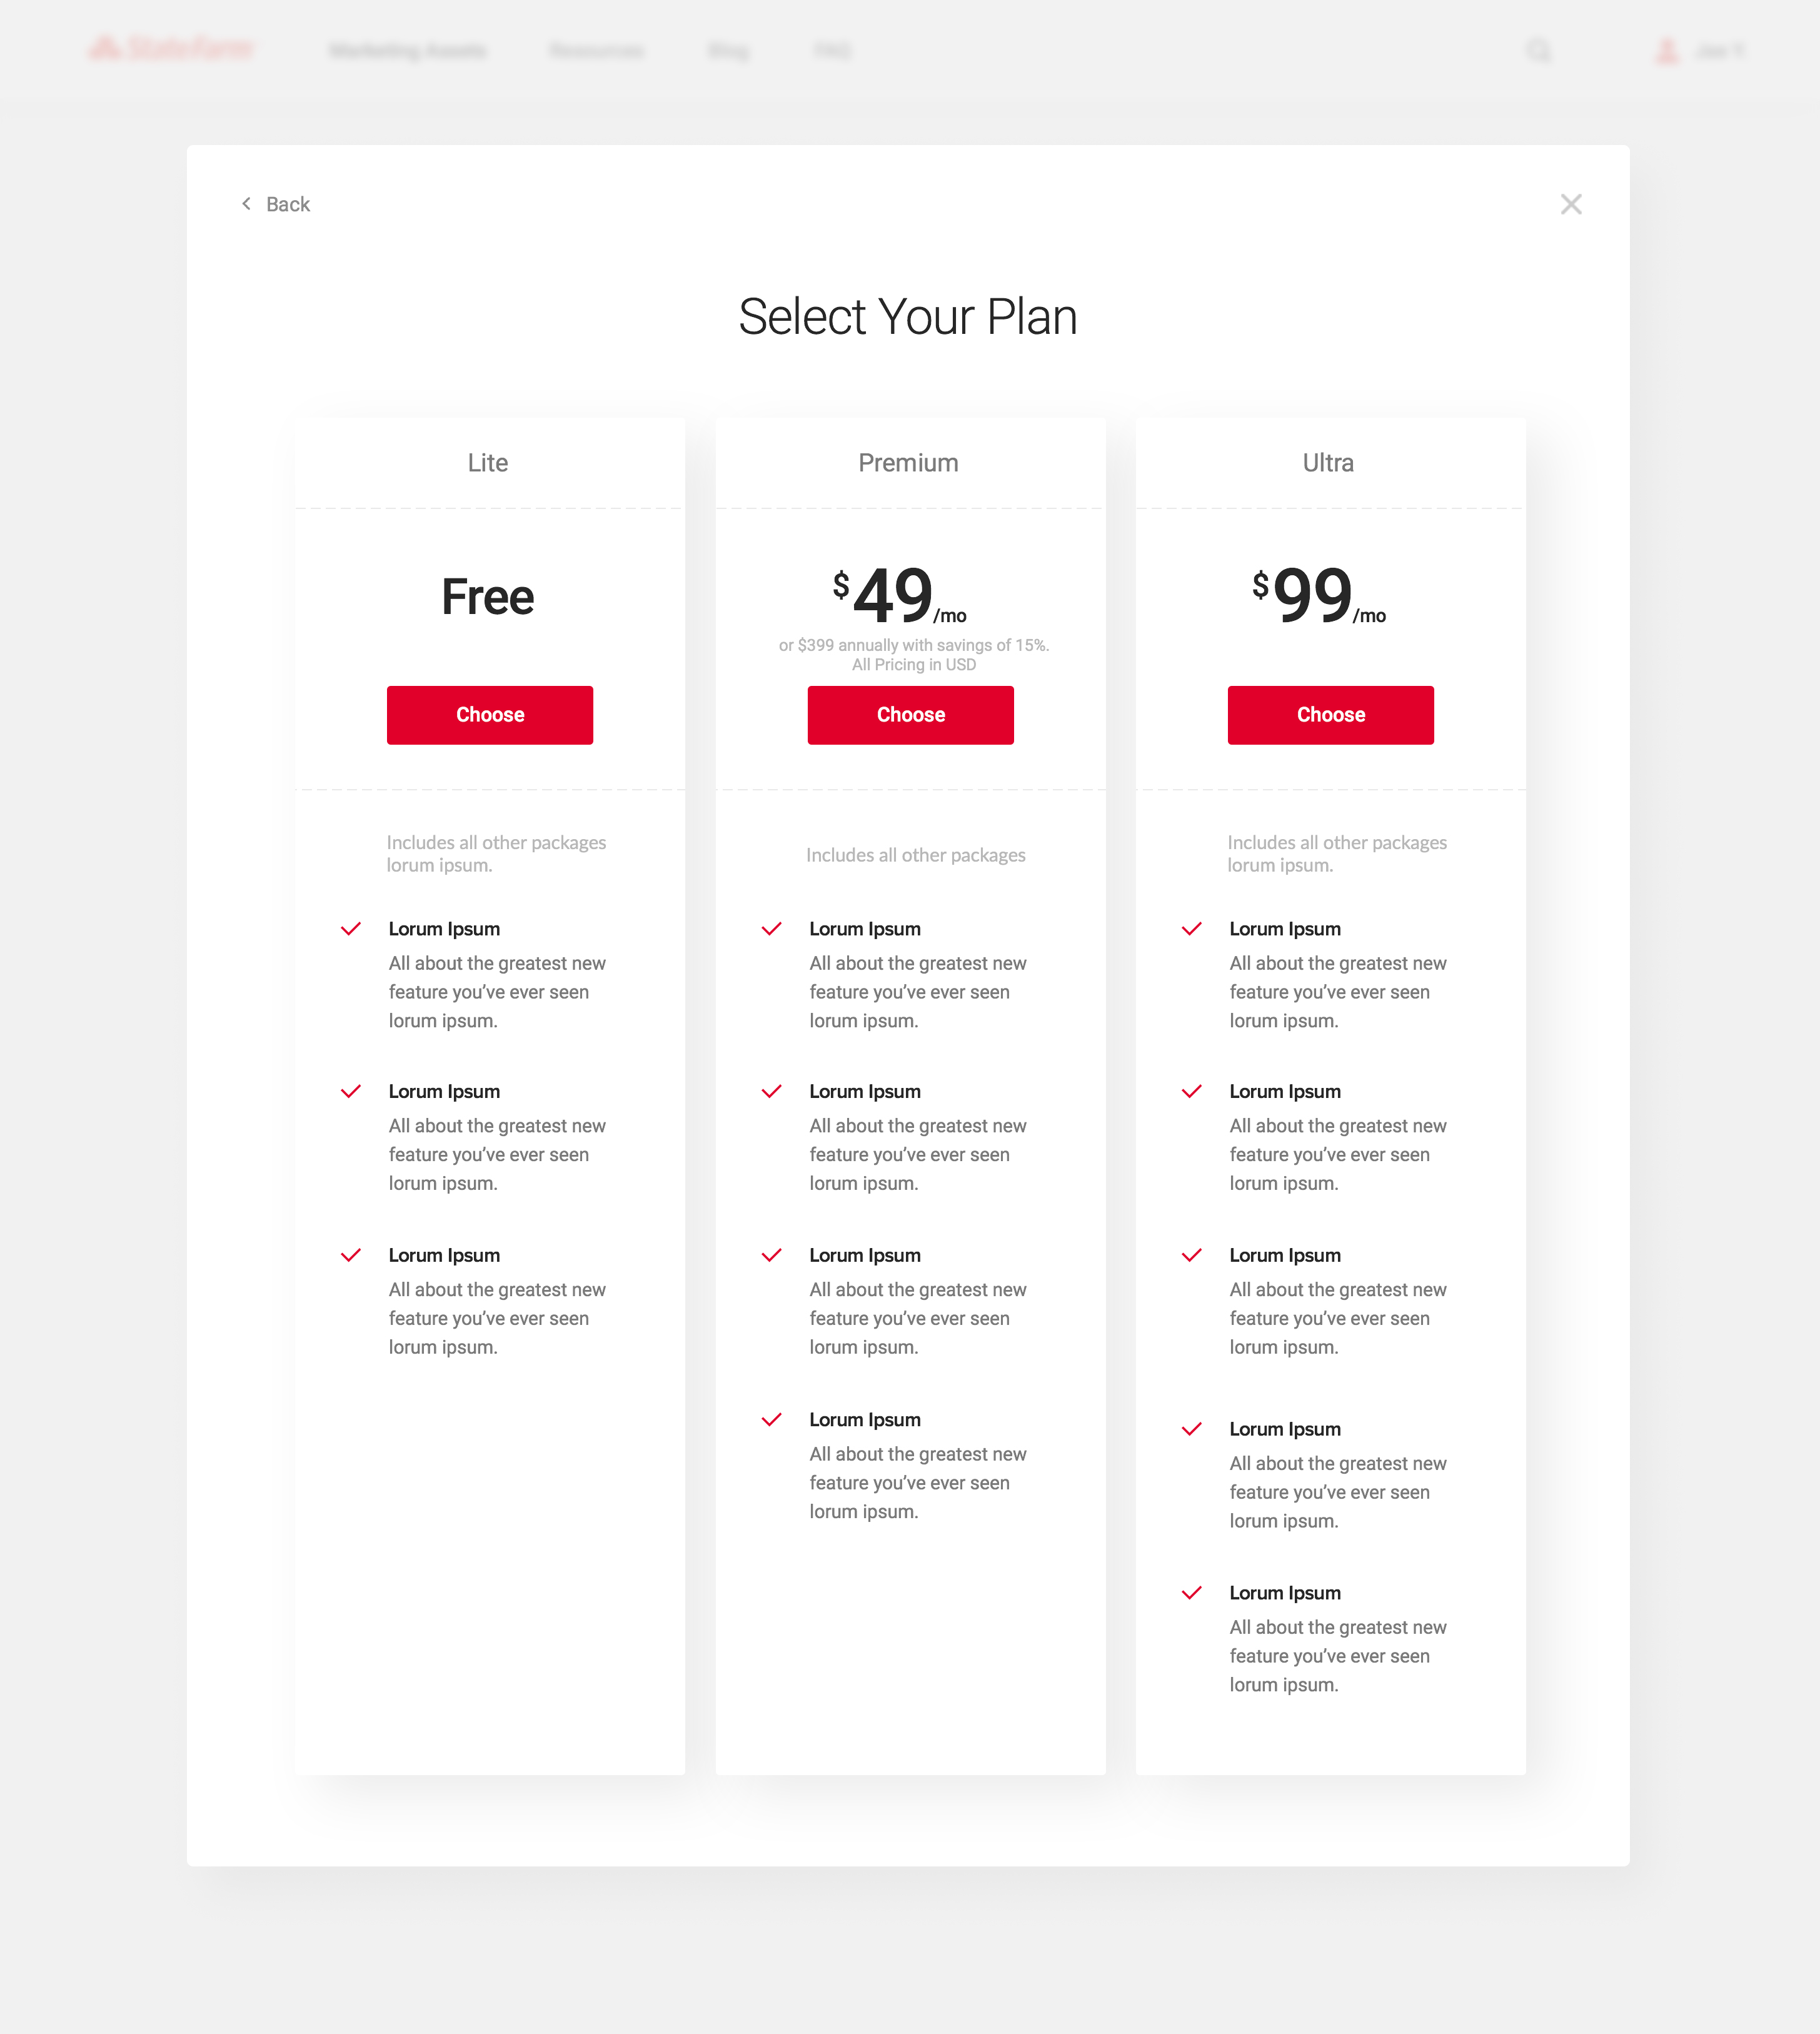 StateFarm
Marketing Assets
Resources
Blog
FAQ
Back
Select Your Plan
Lite
Free
Choose
Includes all other packages
lorum ipsum.
Lorum Ipsum
All about the greatest new
feature you’ve ever seen
lorum ipsum.
Lorum Ipsum
All about the greatest new
feature you’ve ever seen
lorum ipsum.
Lorum Ipsum
All about the greatest new
feature you’ve ever seen
lorum ipsum.
Premium
$49/mo
or $399 annually with savings of 15%.
All Pricing in USD
Choose
Includes all other packages
Lorum Ipsum
All about the greatest new
feature you’ve ever seen
lorum ipsum.
Lorum Ipsum
All about the greatest new
feature you’ve ever seen
lorum ipsum.
Lorum Ipsum
All about the greatest new
feature you’ve ever seen
lorum ipsum.
Lorum Ipsum
All about the greatest new
feature you’ve ever seen
lorum ipsum.
Ultra
$99/mo
Choose
Includes all other packages
lorum ipsum.
Lorum Ipsum
All about the greatest new
feature you’ve ever seen
lorum ipsum.
Lorum Ipsum
All about the greatest new
feature you’ve ever seen
lorum ipsum.
Lorum Ipsum
All about the greatest new
feature you’ve ever seen
lorum ipsum.
Lorum Ipsum
All about the greatest new
feature you’ve ever seen
lorum ipsum.
Lorum Ipsum
All about the greatest new
feature you’ve ever seen
lorum ipsum.